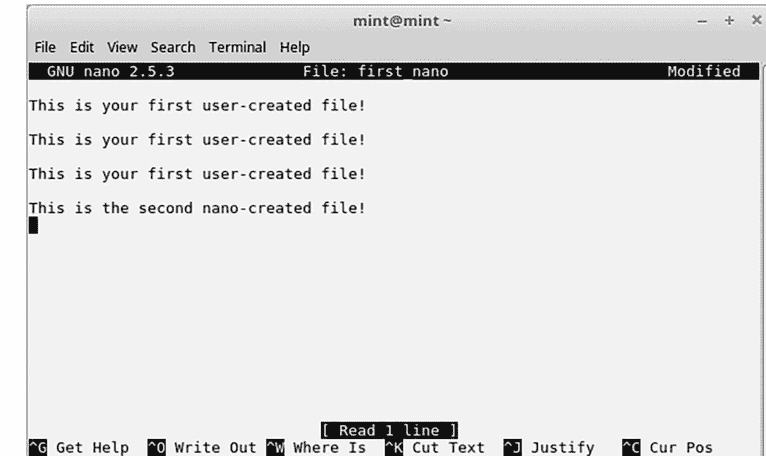 mint@mint ~
File Edit View Search Terminal Help
GNU nano 2.5.3 File: first_nano Modified
This is your first user-created file!
This is your first user-created file!
This is your first user-created file!
This is the second nano-created file!
[ Read 1 line ]
^G Get Help ^O Write Out ^W Where Is ^K Cut Text ^J Justify ^C Cur Pos